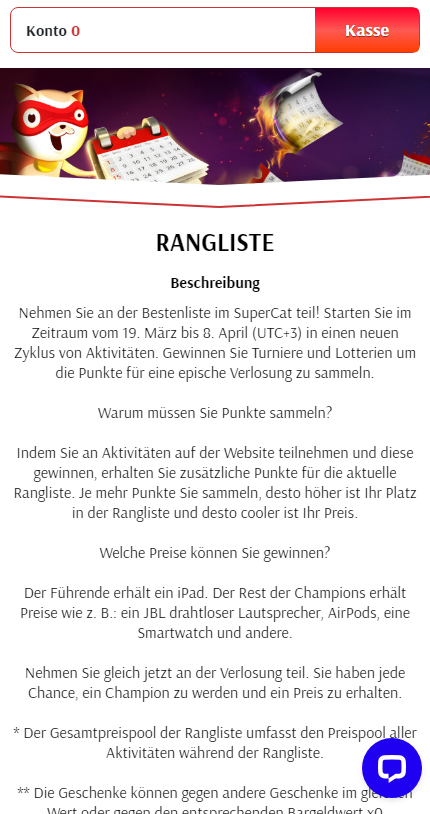 Konto 0
Kasse
RANGLISTE
Beschreibung
Nehmen Sie an der Bestenliste im SuperCat teil! Starten Sie im
Zeitraum vom 19. März bis 8. April (UTC+3) in einen neuen
Zyklus von Aktivitäten. Gewinnen Sie Turniere und Lotterien um
die Punkte für eine epische Verlosung zu sammeln.
Warum müssen Sie Punkte sammeln?
Indem Sie an Aktivitäten auf der Website teilnehmen und diese
gewinnen, erhalten Sie zusätzliche Punkte für die aktuelle
Rangliste. Je mehr Punkte Sie sammeln, desto höher ist Ihr Platz
in der Rangliste und desto cooler ist Ihr Preis.
Welche Preise können Sie gewinnen?
Der Führende erhält ein iPad. Der Rest der Champions erhält
Preise wie z. B.: ein JBL drahtloser Lautsprecher, AirPods, eine
Smartwatch und andere.
Nehmen Sie gleich jetzt an der Verlosung teil. Sie haben jede
Chance, ein Champion zu werden und ein Preis zu erhalten.
* Der Gesamtpreispool der Rangliste umfasst den Preispool aller
Aktivitäten während der Rangliste.
** Die Geschenke können gegen andere Geschenke im gleichen
Wert oder gegen den entsprechenden Bargeldwert x0